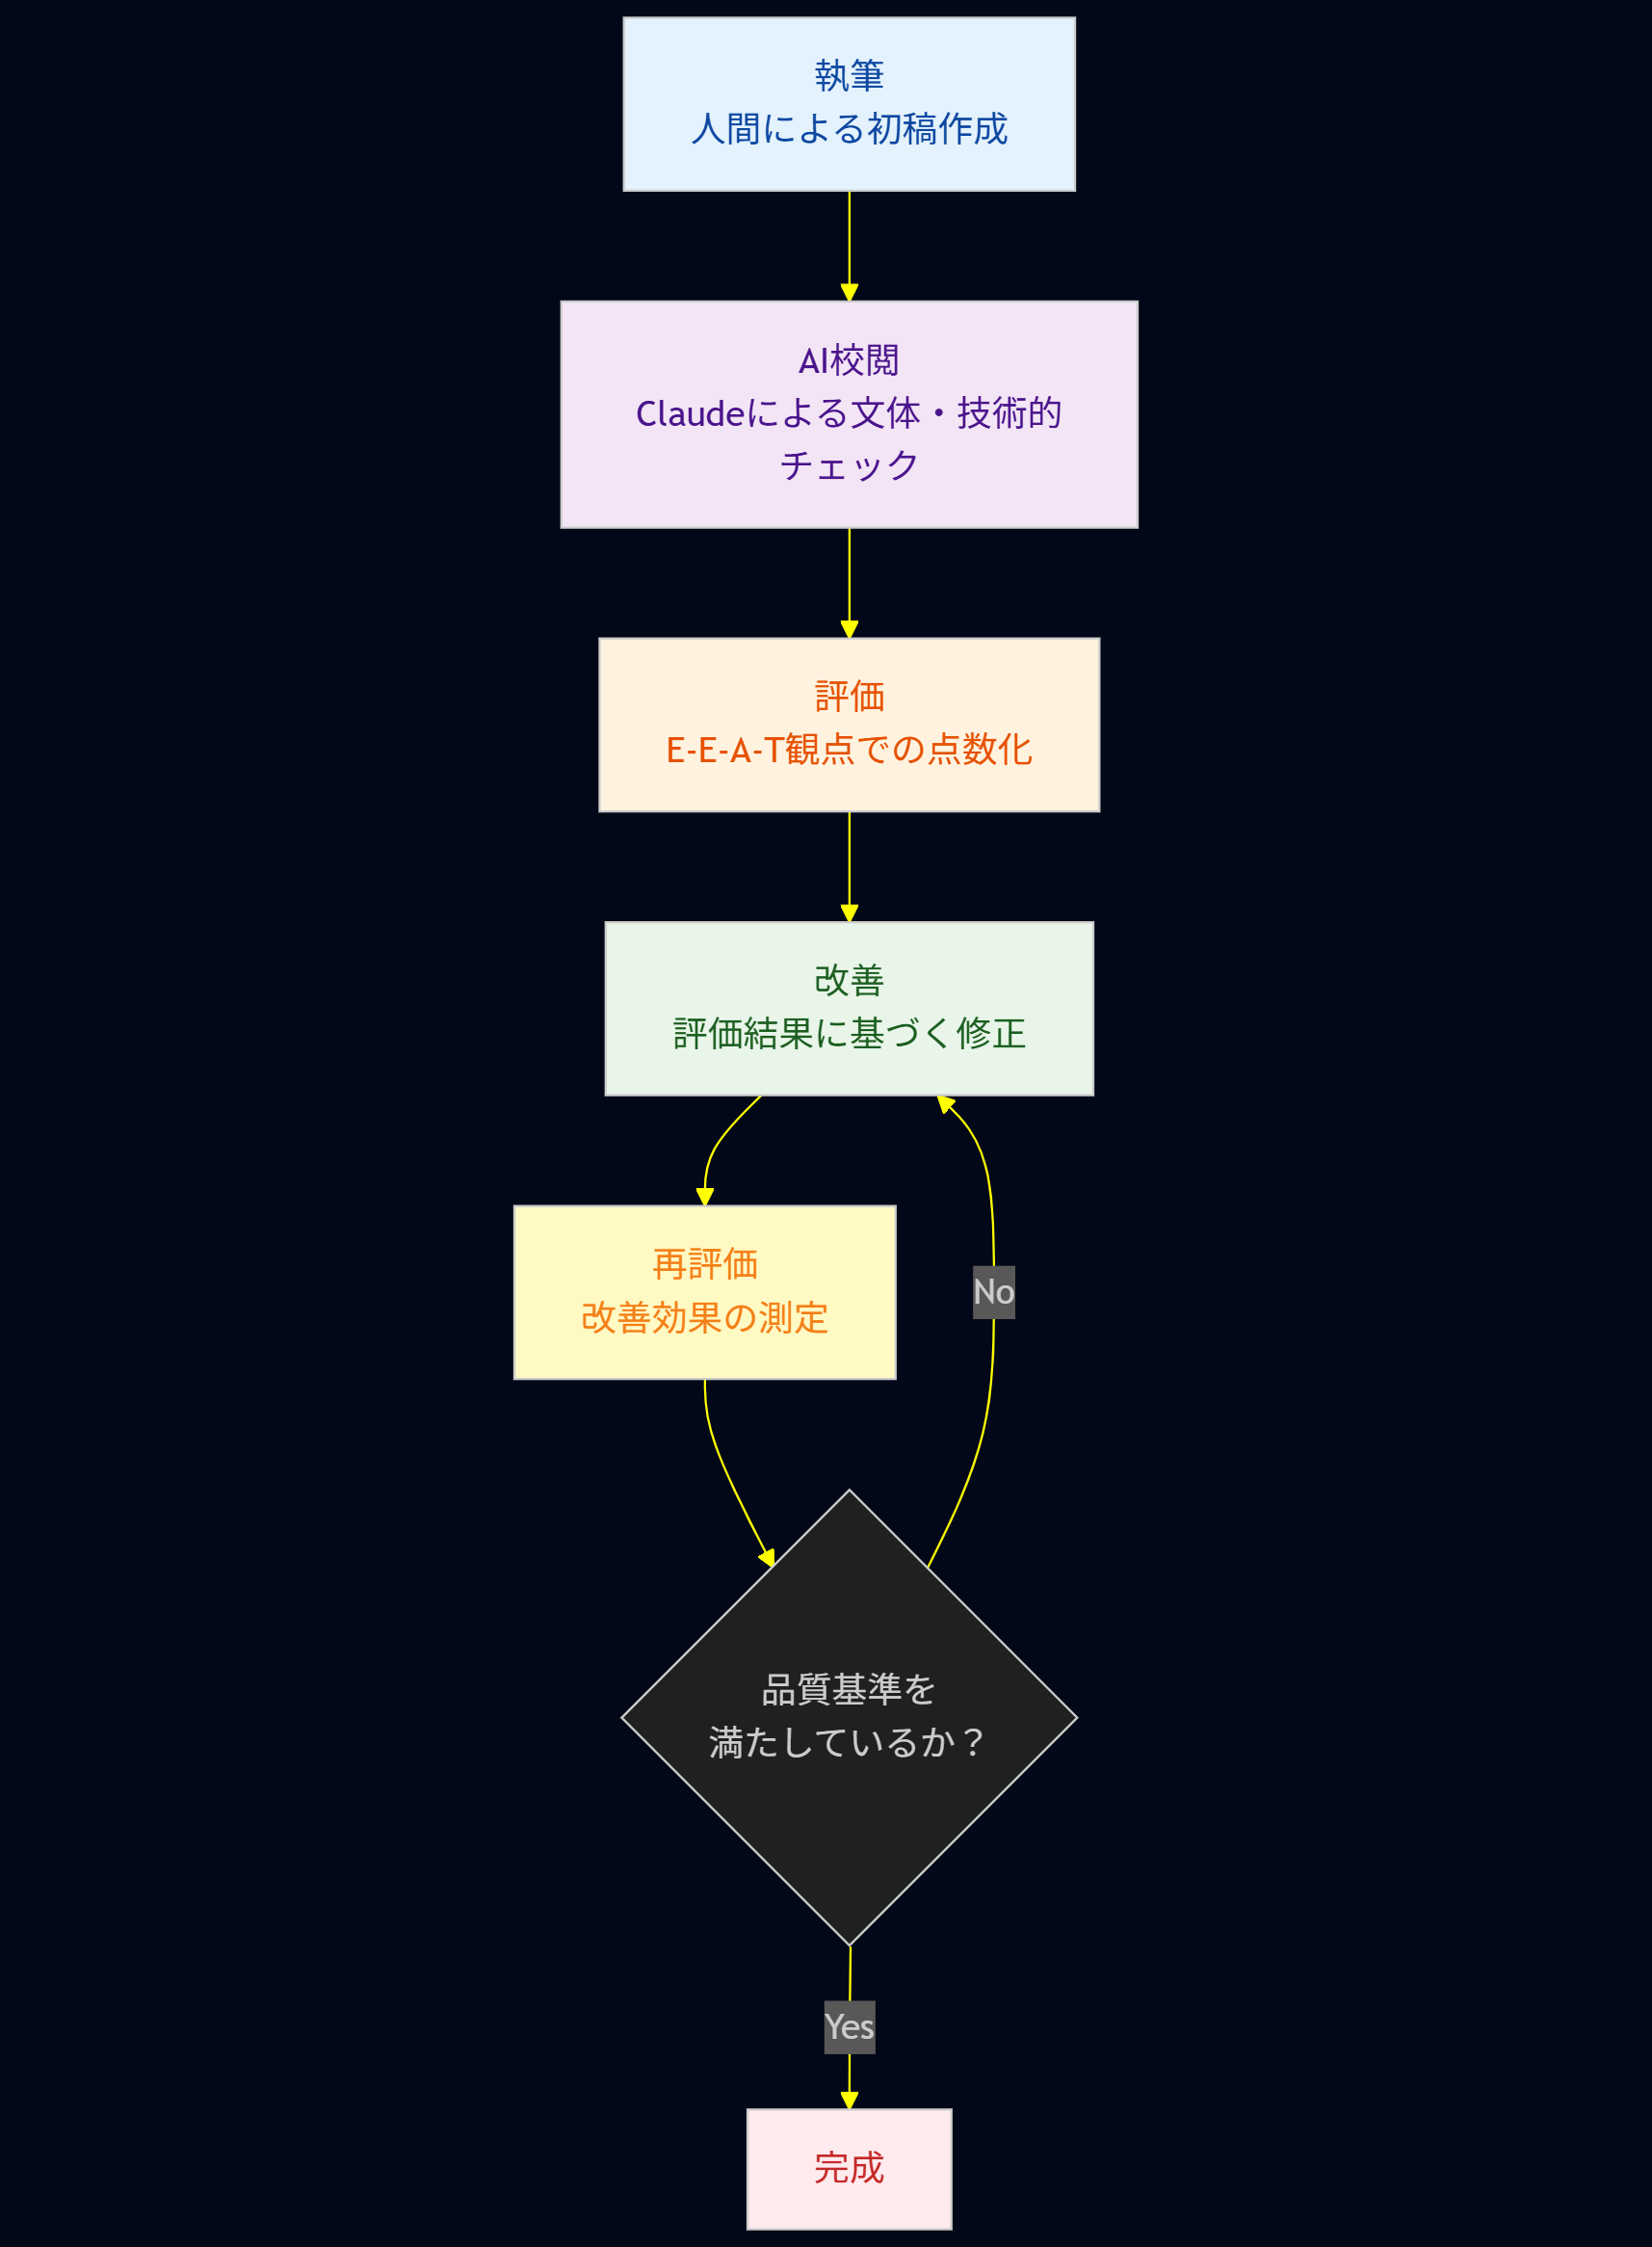 執筆
人間による初稿作成
AI校閲
Claudeによる文体・技術的
チェック
評価
E-E-A-T観点での点数化
改善
評価結果に基づく修正
再評価
改善効果の測定
No
品質基準を
満たしているか？
Yes
完成